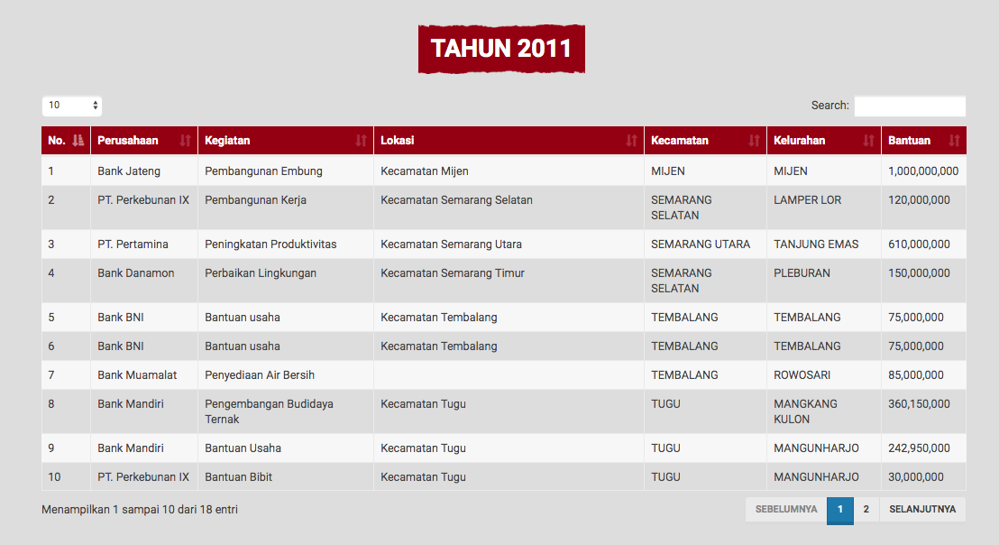 TAHUN 2011
10 Search:
No. Perusahaan Kegiatan Lokasi Kecamatan Kelurahan Bantuan
1 Bank Jateng Pembangunan Embung Kecamatan Mijen MIJEN MIJEN 1,000,000,000
2 PT. Perkebunan IX Pembangunan Kerja Kecamatan Semarang Selatan SEMARANG LAMPER LOR 120,000,000
SELATAN
3 PT. Pertamina Peningkatan Produktivitas Kecamatan Semarang Utara SEMARANG UTARA TANJUNG EMAS 610,000,000
4 Bank Danamon Perbaikan Lingkungan Kecamatan Semarang Timur SEMARANG PLEBURAN 150,000,000
SELATAN
5 Bank BNI Bantuan usaha Kecamatan Tembalang TEMBALANG TEMBALANG 75,000,000
6 Bank BNI Bantuan usaha Kecamatan Tembalang TEMBALANG TEMBALANG 75,000,000
7 Bank Muamalat Penyediaan Air Bersih TEMBALANG ROWOSARI 85,000,000
8 Bank Mandiri Pengembangan Budidaya Kecamatan Tugu TUGU MANGKANG 360,150,000
Ternak KULON
9 Bank Mandiri Bantuan Usaha Kecamatan Tugu TUGU MANGUNHARJO 242,950,000
10 PT. Perkebunan IX Bantuan Bibit Kecamatan Tugu TUGU MANGUNHARJO 30,000,000
Menampilkan 1 sampai 10 dari 18 entri SEBELUMNYA 1 2 SELANJUTNYA